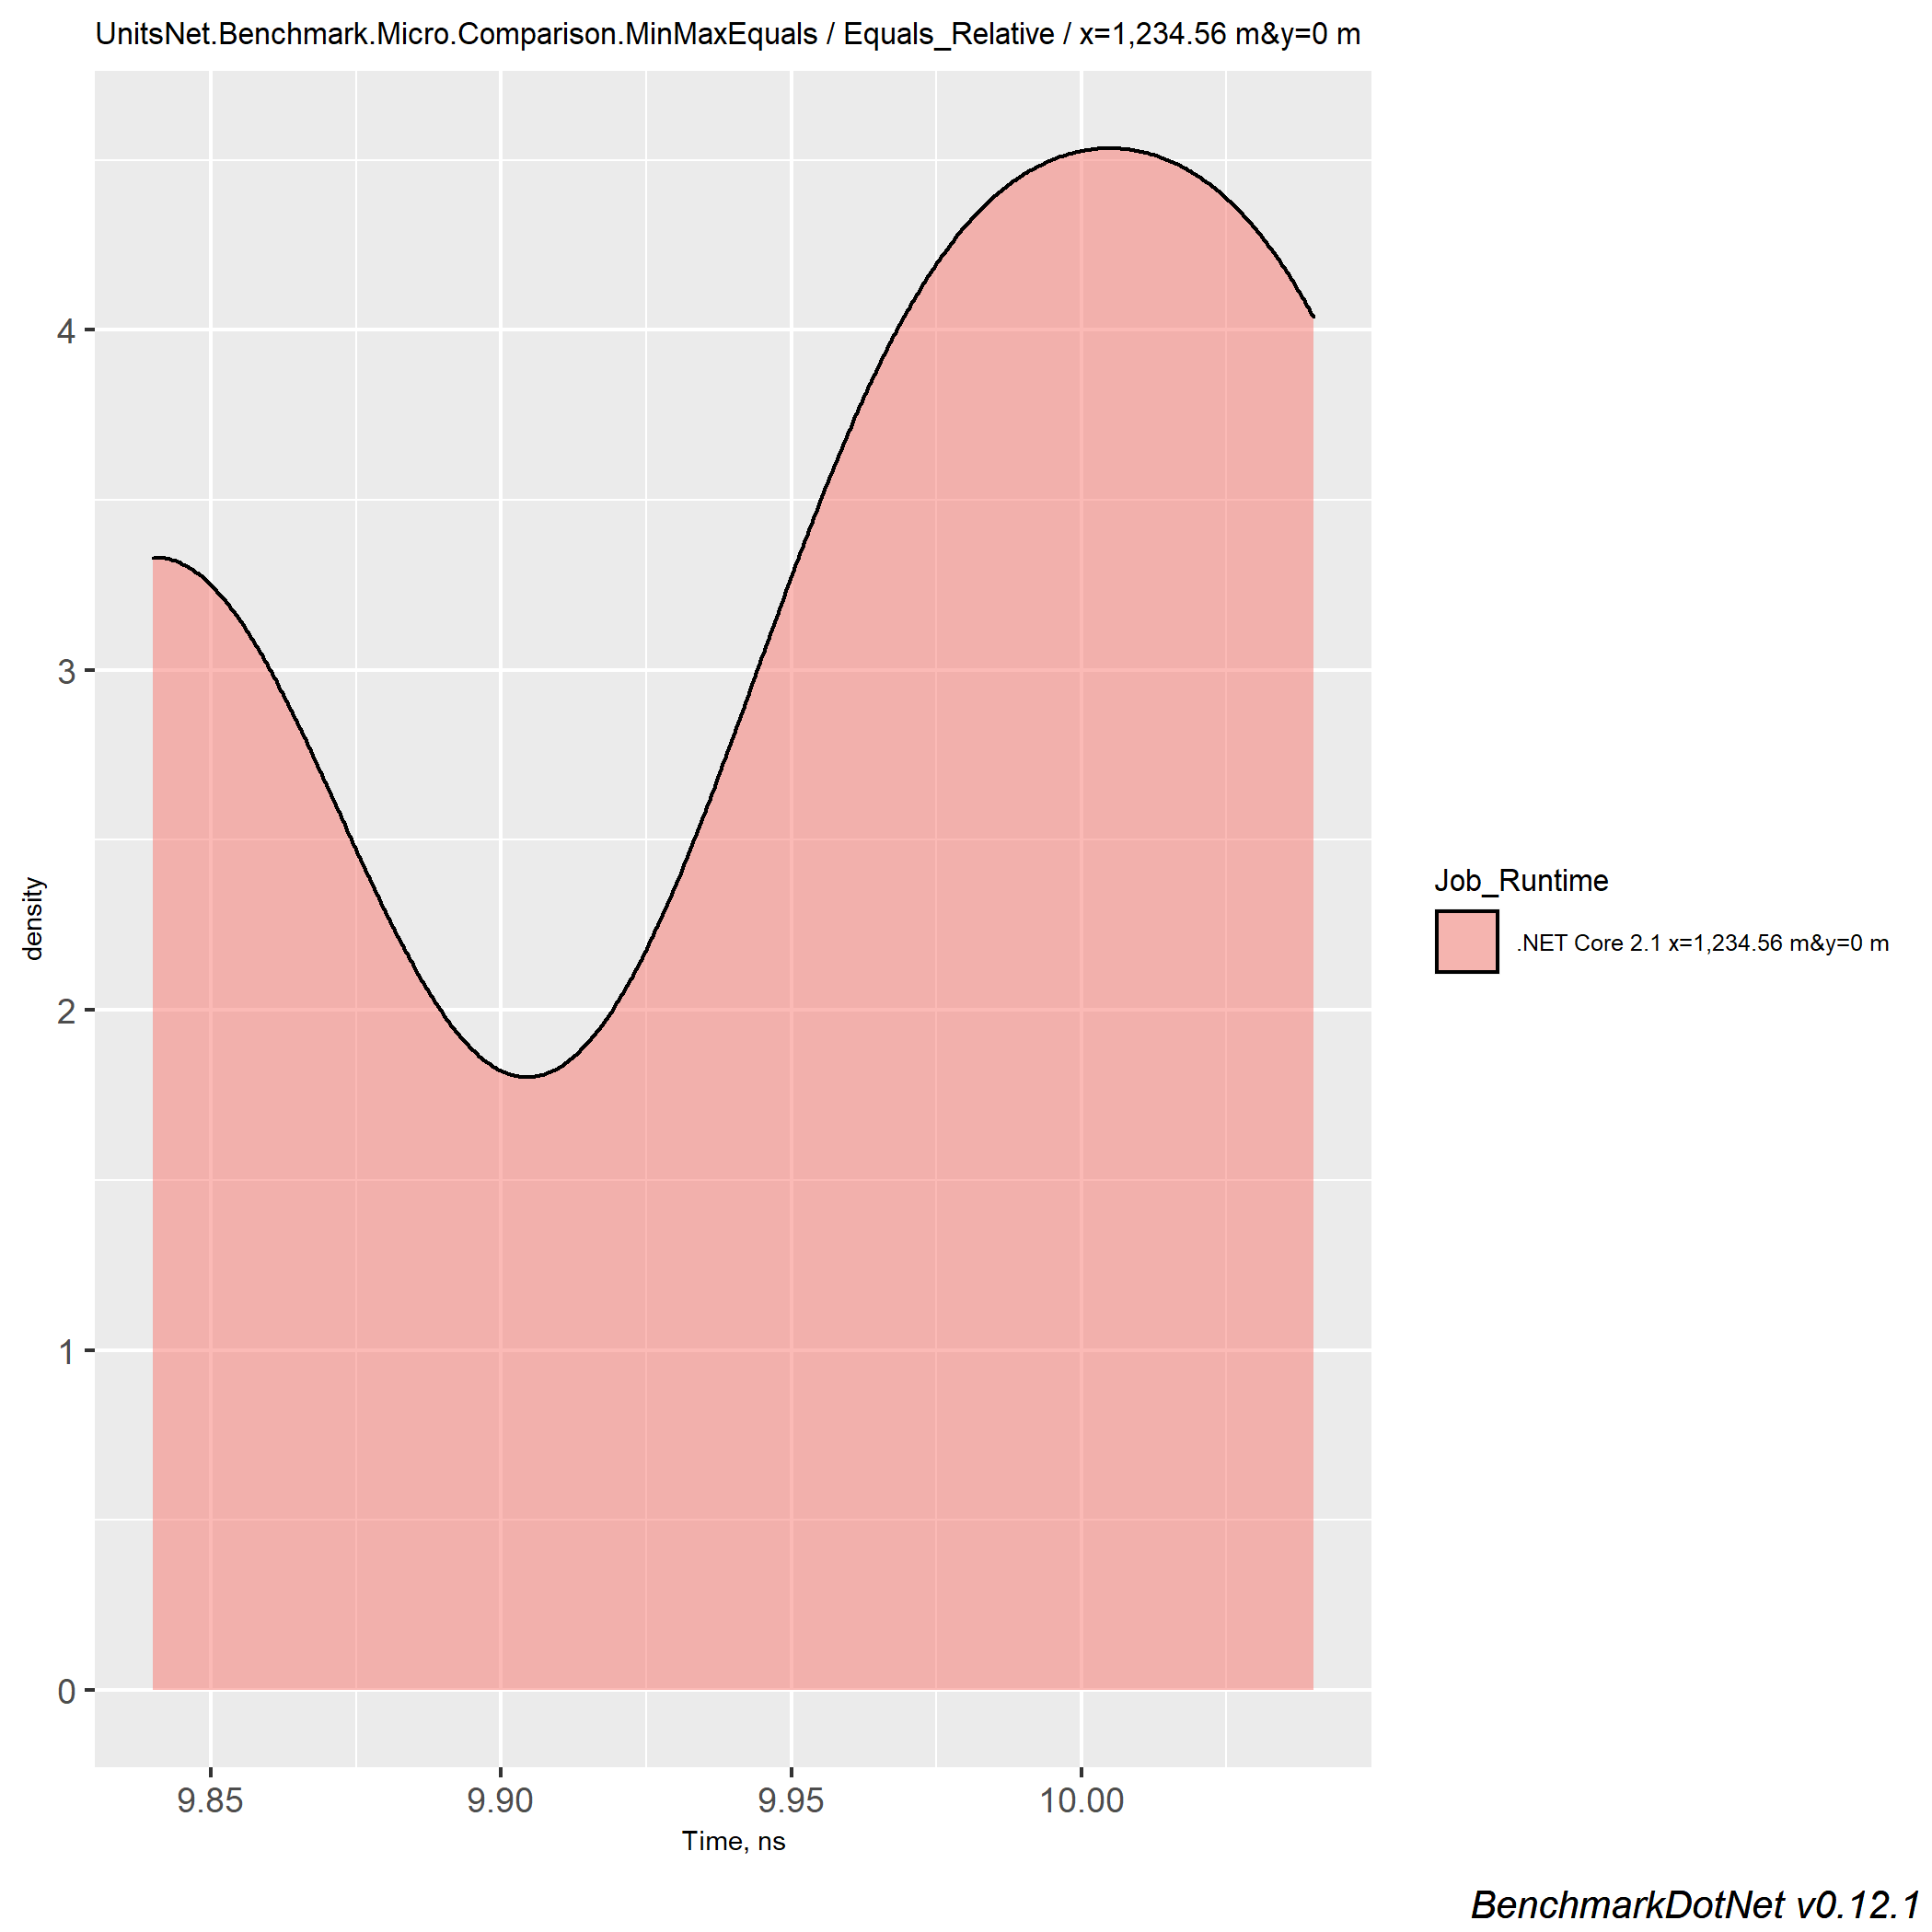 UnitsNet.Benchmark.Micro.Comparison.MinMaxEquals / Equals_Relative / x=1,234.56 m&y=0 m
4
3
2
1
0
density
9.85 9.90 9.95 10.00
Time, ns
Job_Runtime
.NET Core 2.1 x=1,234.56 m&y=0 m
BenchmarkDotNet v0.12.1